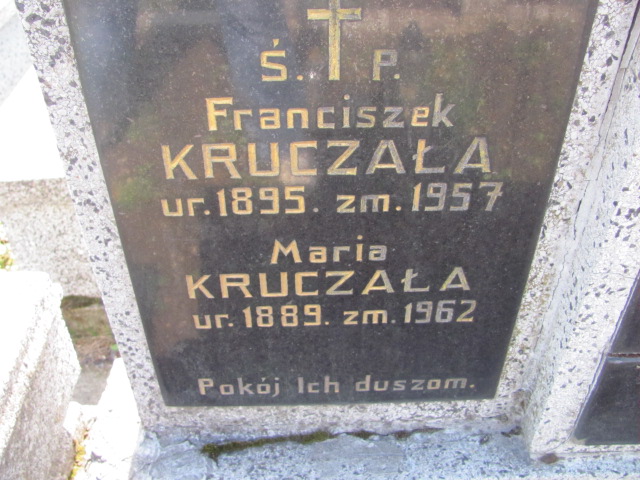 Ś. P.
Franciszek
KRUCZAŁA
ur. 1895. zm. 1957
Maria
KRUCZAŁA
ur. 1889. zm. 1962
Pokój Ich duszom.